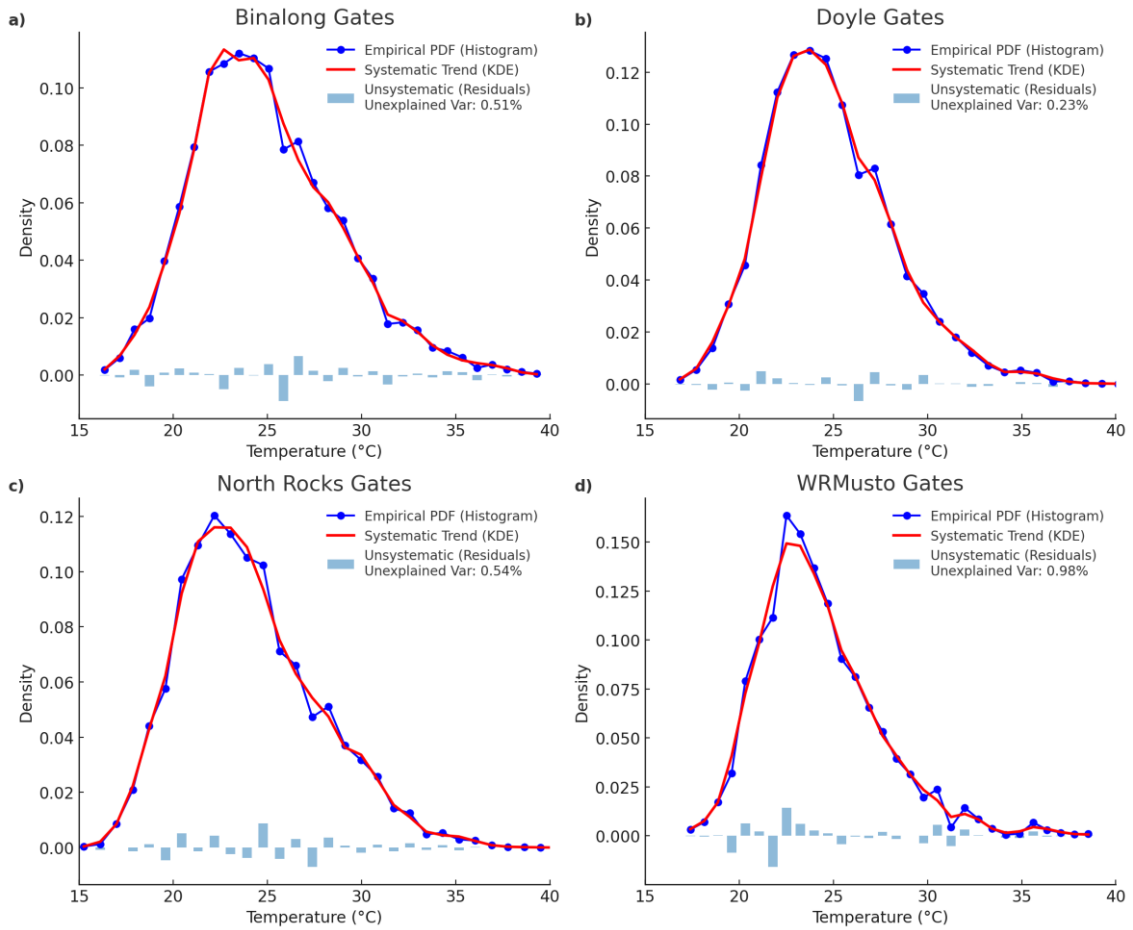 a)
Binalong Gates
Empirical PDF (Histogram)
Systematic Trend (KDE)
Unsystematic (Residuals)
Unexplained Var: 0.51%
0.10
0.08
0.06
0.04
0.02
0.00
Density
15 20 25 30 35 40
Temperature (°C)
b)
Doyle Gates
Empirical PDF (Histogram)
Systematic Trend (KDE)
Unsystematic (Residuals)
Unexplained Var: 0.23%
0.12
0.10
0.08
0.06
0.04
0.02
0.00
Density
15 20 25 30 35 40
Temperature (°C)
c)
North Rocks Gates
Empirical PDF (Histogram)
Systematic Trend (KDE)
Unsystematic (Residuals)
Unexplained Var: 0.54%
0.12
0.10
0.08
0.06
0.04
0.02
0.00
Density
15 20 25 30 35 40
Temperature (°C)
d)
WRMusto Gates
Empirical PDF (Histogram)
Systematic Trend (KDE)
Unsystematic (Residuals)
Unexplained Var: 0.98%
0.150
0.125
0.100
0.075
0.050
0.025
0.000
Density
15 20 25 30 35 40
Temperature (°C)